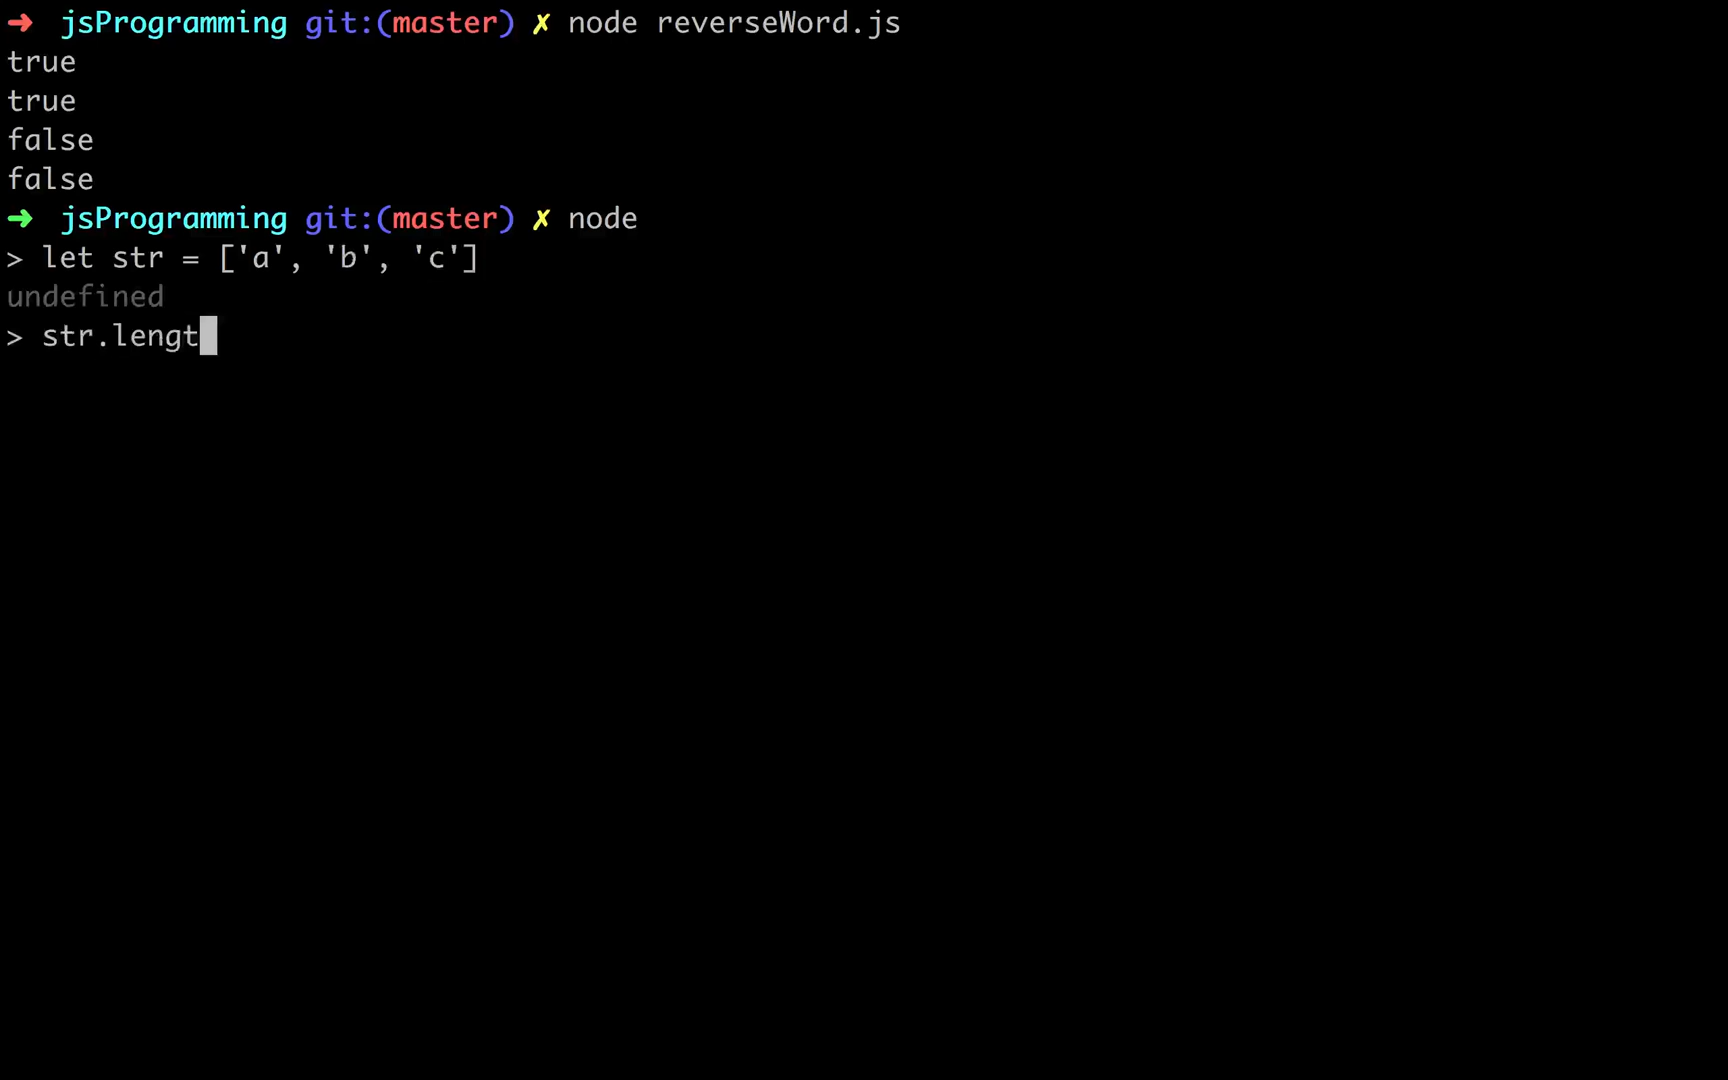 ➜ jsProgramming git:(master) ✗ node reverseWord.js
true
true
false
false
➜ jsProgramming git:(master) ✗ node
> let str = ['a', 'b', 'c']
undefined
> str.lengt